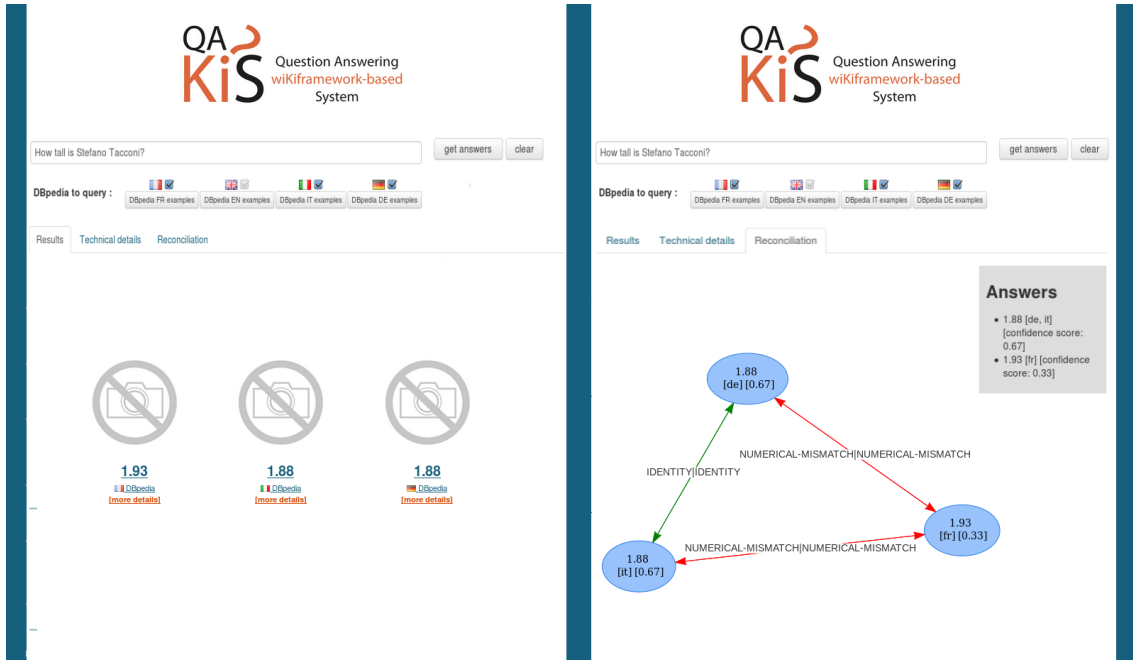 QA
KiS
Question Answering
wiKiframework-based
System
How tall is Stefano Tacconi?
get answers
clear
DBpedia to query :
DBpedia FR examples
DBpedia EN examples
DBpedia IT examples
DBpedia DE examples
Results
Technical details
Reconciliation
1.93
DBpedia
[more details]
1.88
DBpedia
[more details]
1.88
DBpedia
[more details]
QA
KiS
Question Answering
wiKiframework-based
System
How tall is Stefano Tacconi?
get answers
clear
DBpedia to query :
DBpedia FR examples
DBpedia EN examples
DBpedia IT examples
DBpedia DE examples
Results
Technical details
Reconciliation
Answers
• 1.88 [de, it]
[confidence score:
0.67]
• 1.93 [fr] [confidence
score: 0.33]
1.88
[de] [0.67]
NUMERICAL-MISMATCH|NUMERICAL-MISMATCH
IDENTITY|IDENTITY
1.93
[fr] [0.33]
NUMERICAL-MISMATCH|NUMERICAL-MISMATCH
1.88
[it] [0.67]